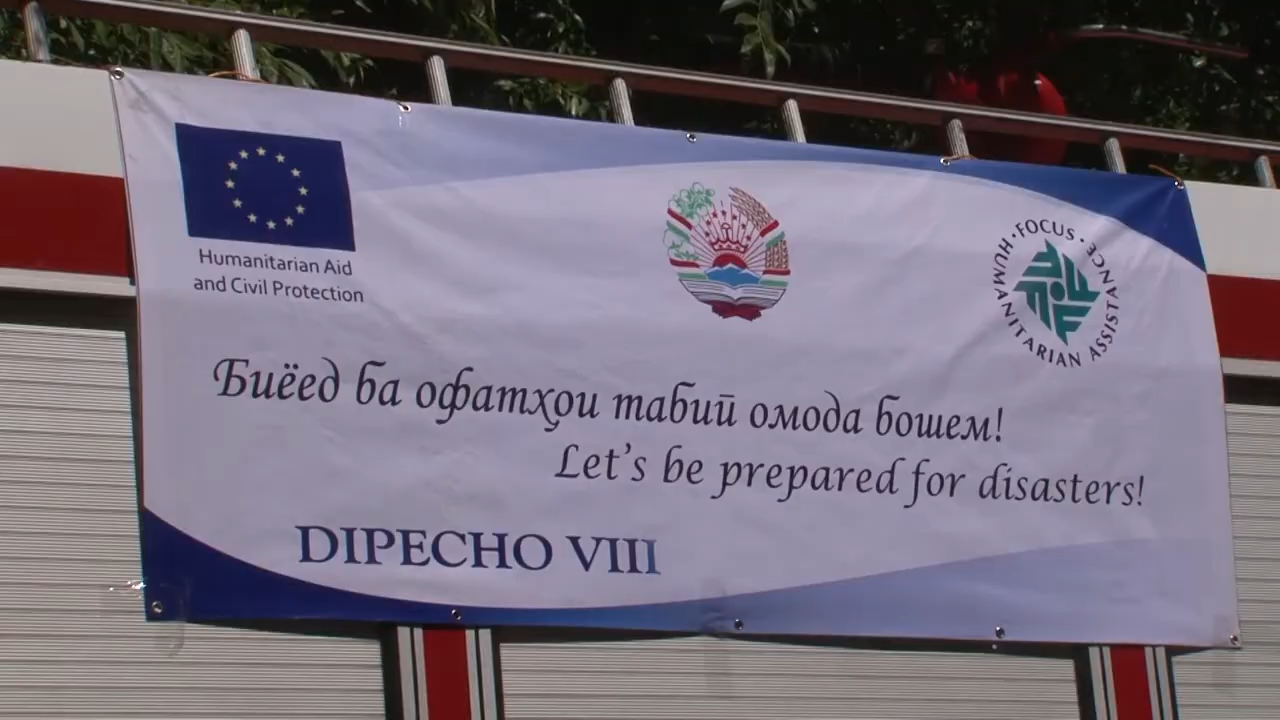 Humanitarian Aid
and Civil Protection
· FOCUS ·
HUMANITARIAN ASSISTANCE
Биёед ба офатҳои табиӣ омода бошем!
Let's be prepared for disasters!
DIPECHO VIII